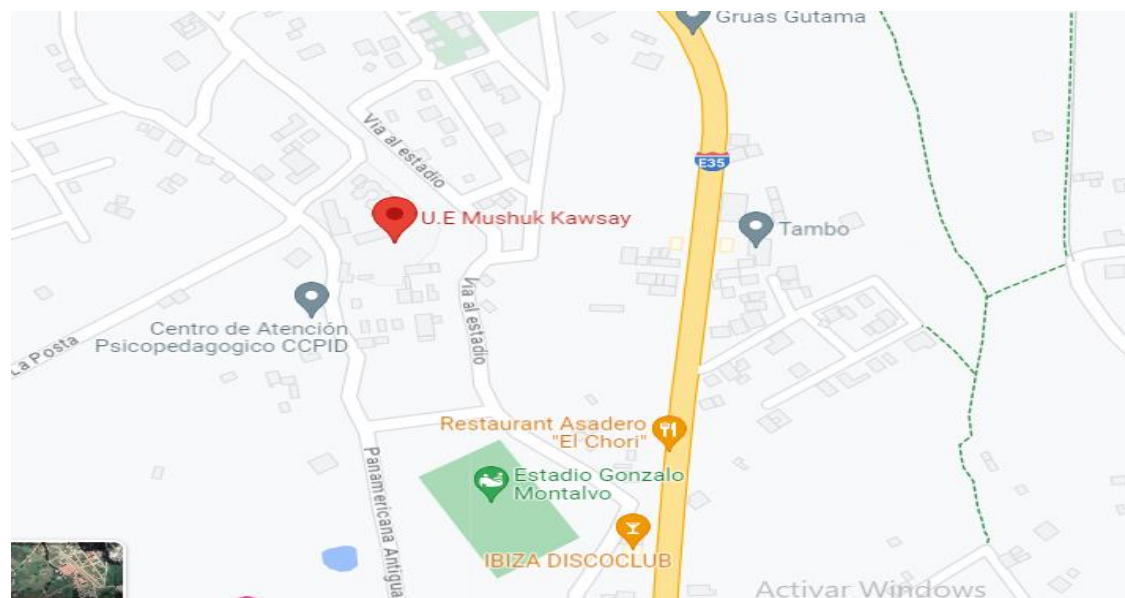 Gruas Gutama
Via al estadio
E35
U.E Mushuk Kawsay
Tambo
Via al estadio
Centro de Atención
Psicopedagogico CCPID
La Posta
Restaurant Asadero
"El Chori"
Panamericana Antigua
Estadio Gonzalo
Montalvo
IBIZA DISCOCLUB
Activar Windows